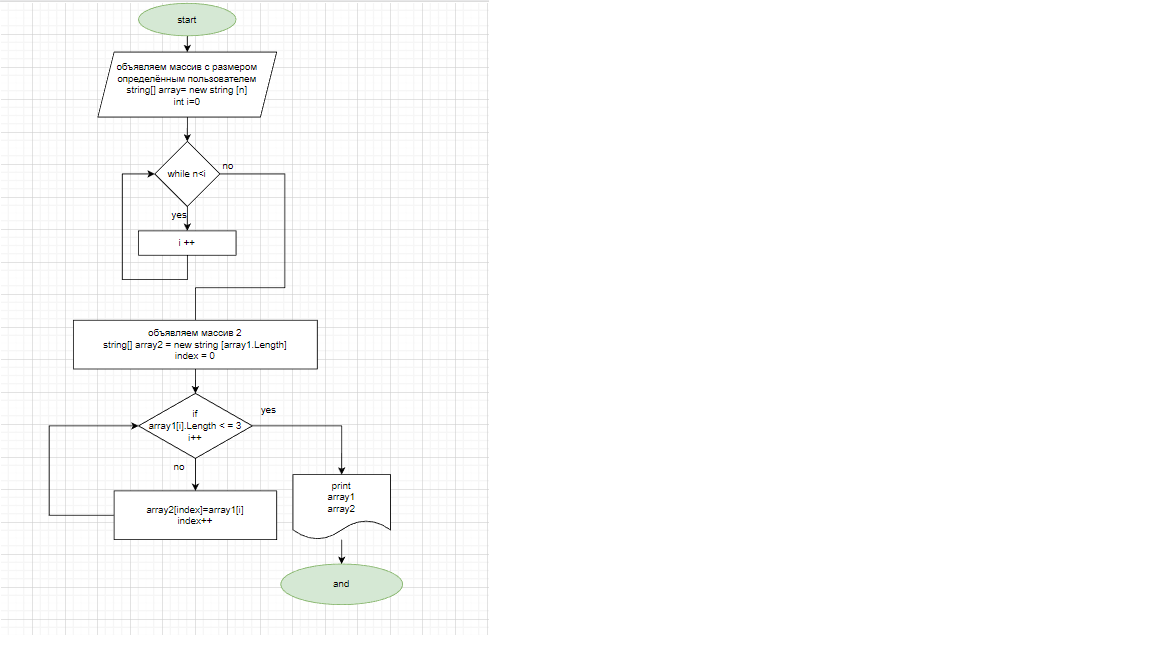 start
объявляем массив с размером
определённым пользователем
string[] array= new string [n]
int i=0
while n<i
no
yes
i ++
объявляем массив 2
string[] array2 = new string [array1.Length]
index = 0
if
array1[i].Length < = 3
i++
yes
no
array2[index]=array1[i]
index++
print
array1
array2
and